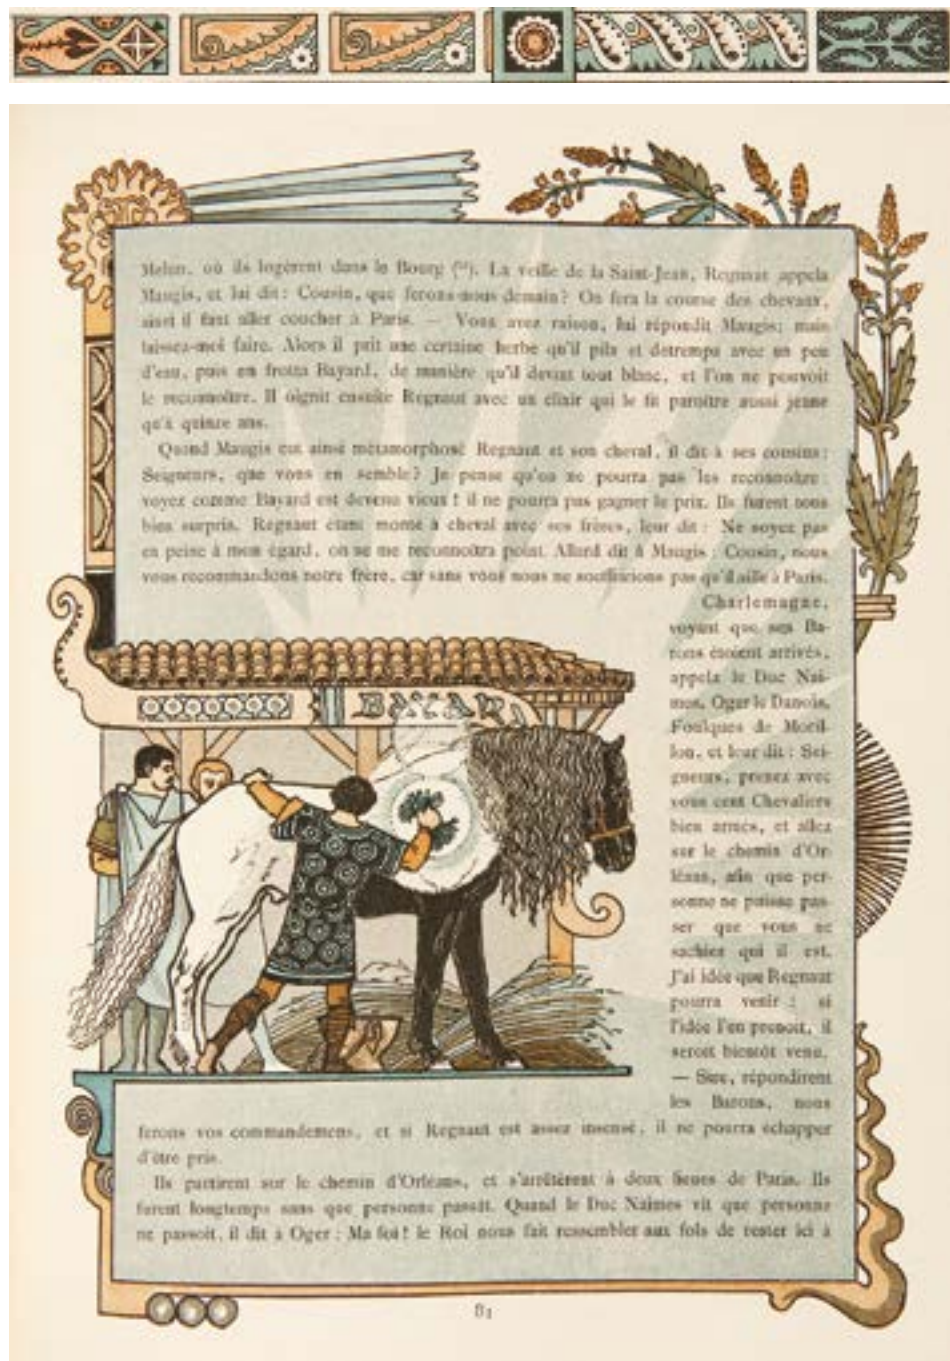 Melun, où ils logèrent dans le Bourg (). La veille de la Saint-Jean, Regnaut appela
Maugis, et lui dit : Cousin, que ferons-nous demain ? On fera la course des chevaux,
ainsi il faut aller coucher à Paris. — Vous avez raison, lui répondit Maugis; mais
laissez-moi faire. Alors il prit une certaine herbe qu'il pila et detrempa avec un peu
d'eau, puis en frotta Bayard, de manière qu'il devint tout blanc, et l'on ne pouvoit
le reconnoître. Il oignit ensuite Regnaut avec un elixir qui le fit paroître aussi jeune
qu'à quinze ans.
Quand Maugis eut ainsi métamorphosé Regnaut et son cheval, il dit à ses cousins :
Seigneurs, que vous en semble ? Je pense qu'on ne pourra pas les reconnoître :
voyez comme Bayard est devenu vieux ! il ne pourra pas gagner le prix. Ils furent tous
bien surpris. Regnaut étant monté à cheval avec ses frères, leur dit : Ne soyez pas
en peine à mon égard, on ne me reconnoîtra point. Allard dit à Maugis : Cousin, nous
vous recommandons notre frère, car sans vous nous ne souffririons pas qu'il aille à Paris.
Charlemagne,
voyant que ses Ba-
rons étoient arrivés,
appela le Duc Nai-
mes, Oger le Danois,
Foulques de Moril-
lon, et leur dit : Sei-
gneurs, prenez avec
vous cent Chevaliers
bien armés, et allez
sur le chemin d'Or-
léans, afin que per-
sonne ne puisse pas-
ser que vous ne
sachiez qui il est.
J'ai idée que Regnaut
pourra venir : si
l'idée l'en prenoit, il
seroit bientôt venu.
— Sire, répondirent
les Barons, nous
BAYARD
ferons vos commandemens, et si Regnaut est assez insensé, il ne pourra échapper
d'être pris.
Ils partirent sur le chemin d'Orléans, et s'arrêtèrent à deux lieues de Paris. Ils
furent longtemps sans que personne passât. Quand le Duc Naimes vit que personne
ne passoit, il dit à Oger : Ma foi ! le Roi nous fait ressembler aux fols de rester ici à
81